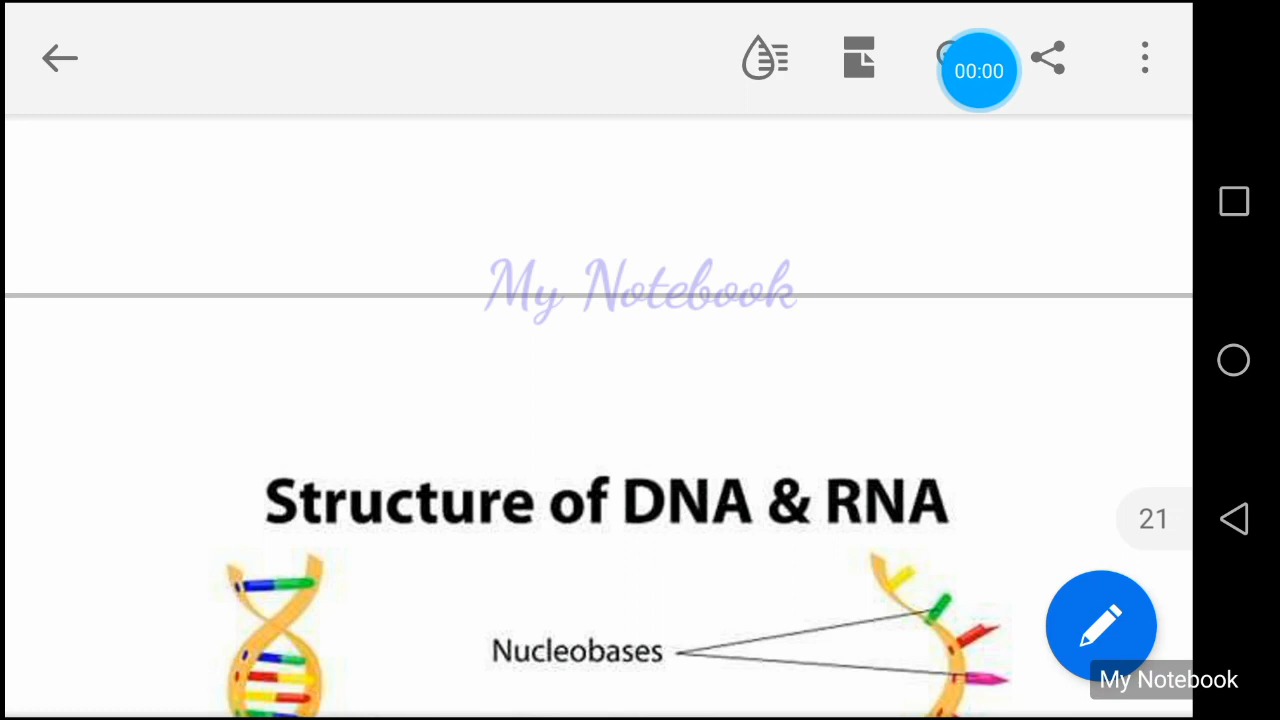 00:00
My Notebook
Structure of DNA & RNA
21
Nucleobases
My Notebook